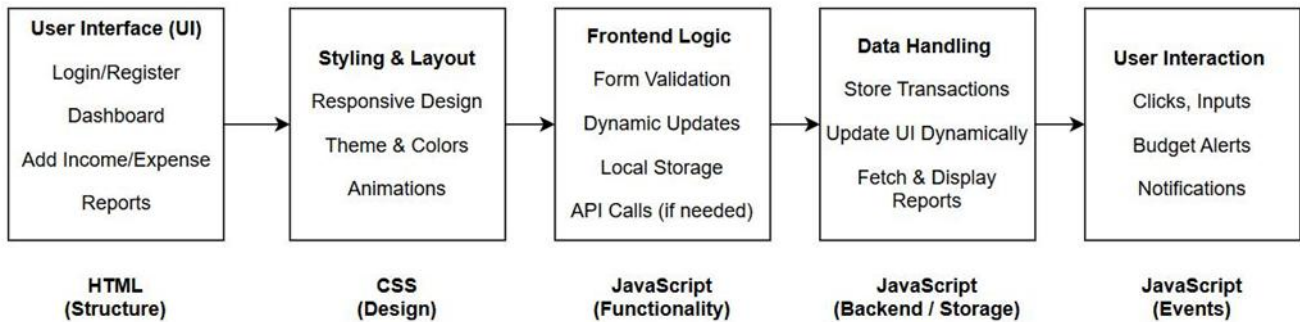 User Interface (UI)
Login/Register
Dashboard
Add Income/Expense
Reports
Styling & Layout
Responsive Design
Theme & Colors
Animations
Frontend Logic
Form Validation
Dynamic Updates
Local Storage
API Calls (if needed)
Data Handling
Store Transactions
Update UI Dynamically
Fetch & Display
Reports
User Interaction
Clicks, Inputs
Budget Alerts
Notifications
HTML
(Structure)
CSS
(Design)
JavaScript
(Functionality)
JavaScript
(Backend / Storage)
JavaScript
(Events)